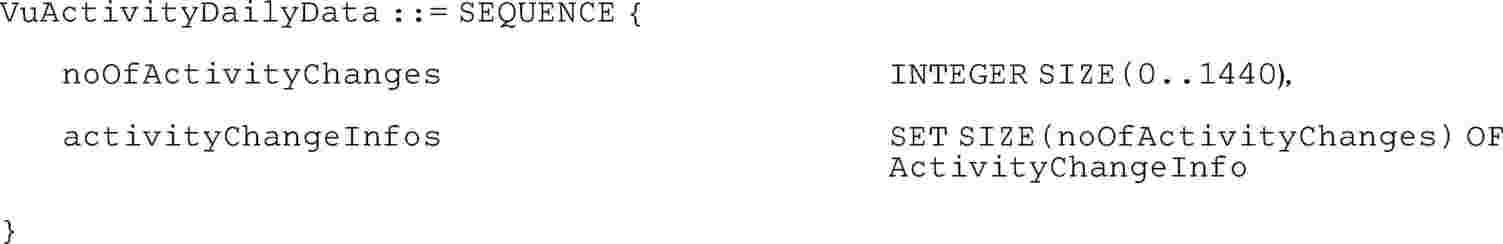 VuActivityDailyData ::= SEQUENCE {
noOfActivityChanges INTEGER SIZE(0..1440),
activityChangeInfos SET SIZE(noOfActivityChanges) OF
ActivityChangeInfo
}